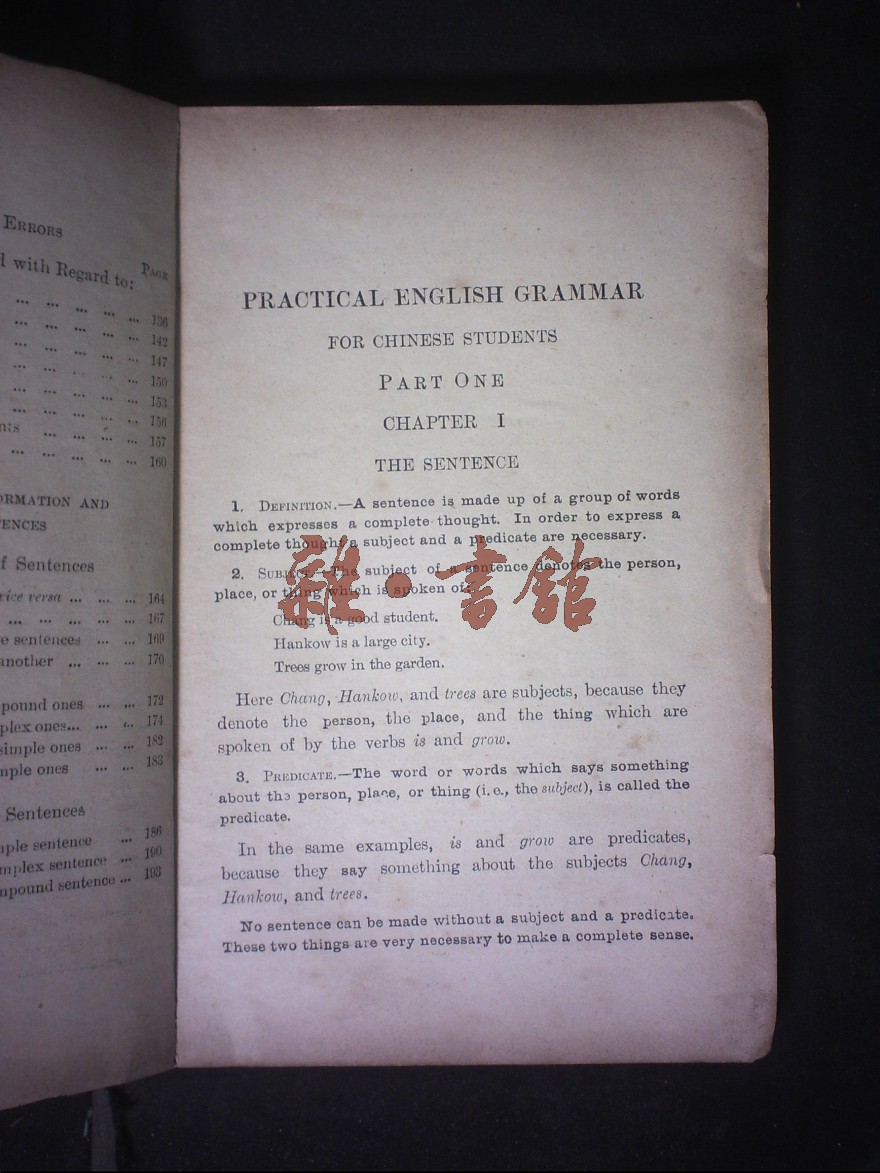 ERRORS
with Regard to:
PAGE
... ... ... ... ... 136
... ... ... ... ... 142
... ... ... ... ... 147
... ... ... ... ... 150
... ... ... ... ... 153
... ... ... ... ... 156
... ... ... ... 157
... ... ... ... ... 160
AND
f Sentences
vice versa ... ... ... 164
... ... ... ... ... 167
sentences ... ... 169
another ... ... ... 170
ones ... ... 172
ones... ... ... 174
simple ones ... ... 182
ones ... ... 183
Sentences
sentence ... 186
sentence ... 190
sentence ... 193
PRACTICAL ENGLISH GRAMMAR
FOR CHINESE STUDENTS
PART ONE
CHAPTER I
THE SENTENCE
1. DEFINITION.—A sentence is made up of a group of words
which expresses a complete thought. In order to express a
complete thought a subject and a predicate are necessary.
2. SUBJECT.—The subject of a sentence denotes the person,
place, or thing which is spoken of.
Chang is a good student.
Hankow is a large city.
Trees grow in the garden.
Here Chang, Hankow, and trees are subjects, because they
denote the person, the place, and the thing which are
spoken of by the verbs is and grow.
3. PREDICATE.—The word or words which says something
about the person, place, or thing (i.e., the subject), is called the
predicate.
In the same examples, is and grow are predicates,
because they say something about the subjects Chang,
Hankow, and trees.
No sentence can be made without a subject and a predicate.
These two things are very necessary to make a complete sense.
雜·書館